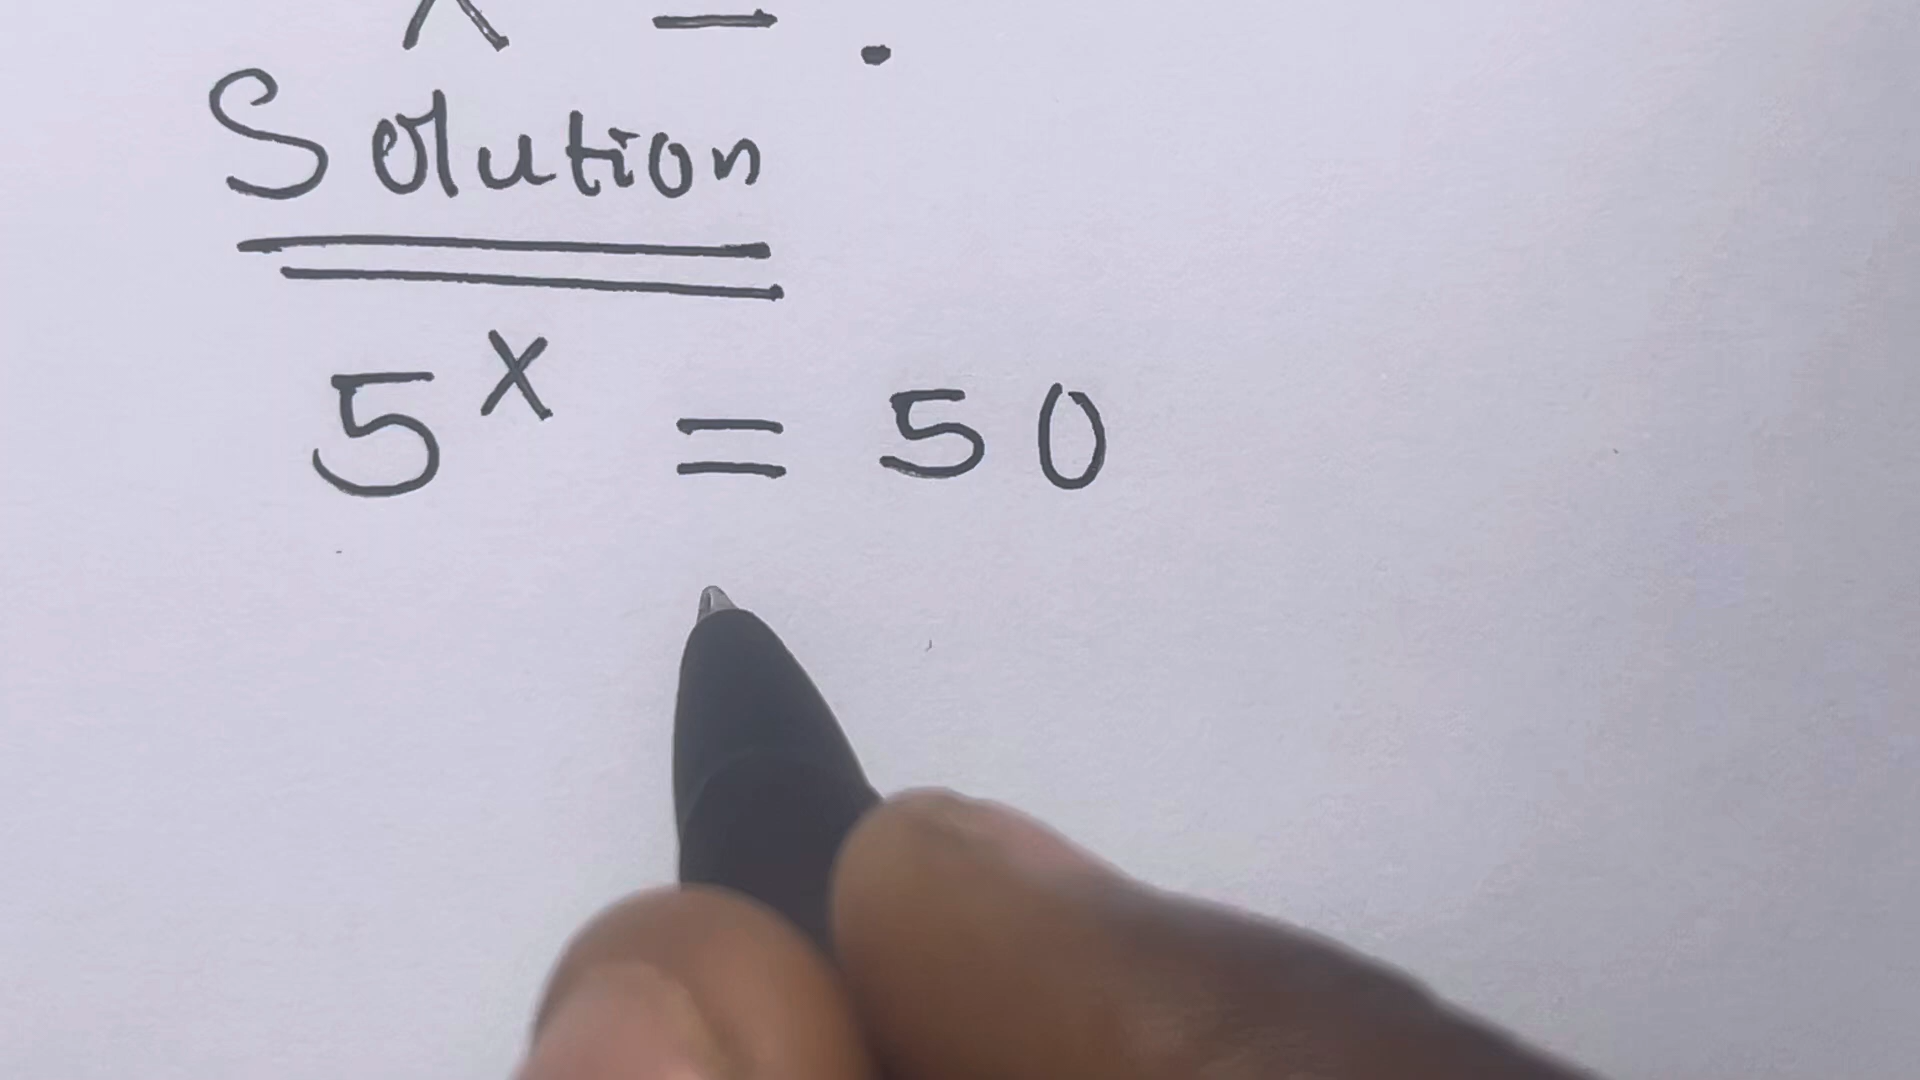 x = .
Solution
5^x = 50